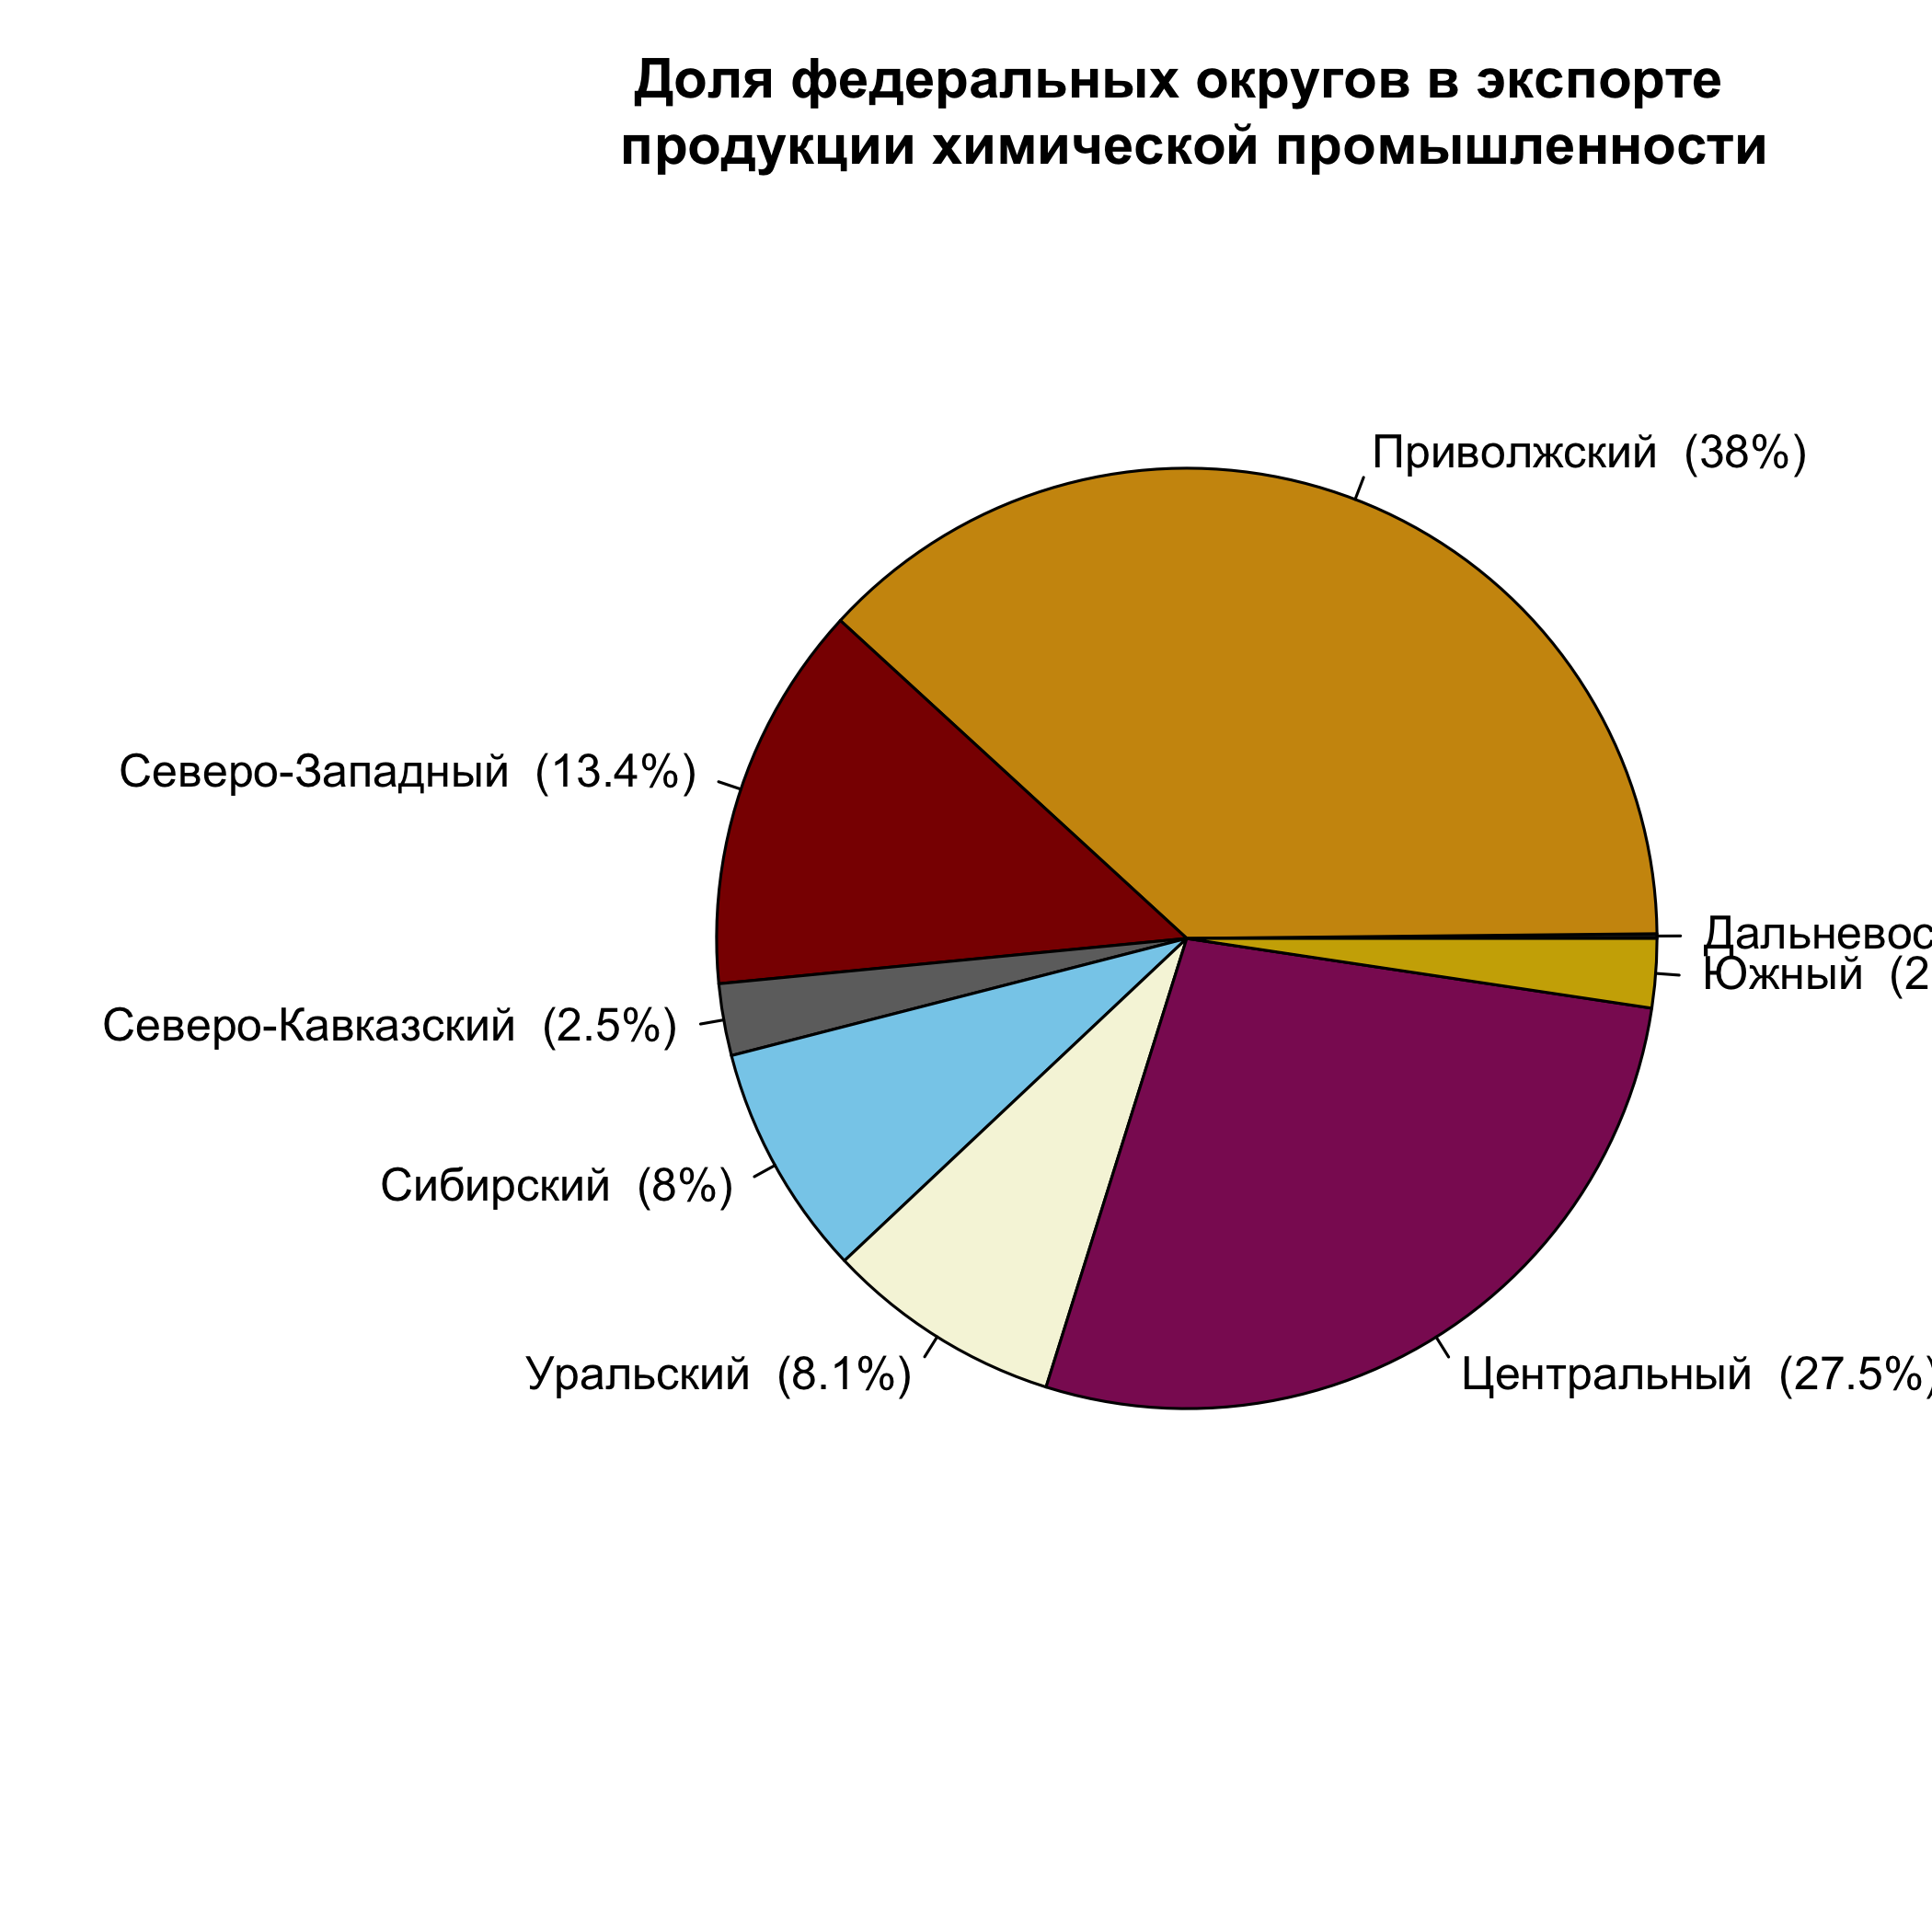 Доля федеральных округов в экспорте
продукции химической промышленности
Приволжский (38%)
Северо-Западный (13.4%)
Дальневос
Южный (2
Северо-Кавказский (2.5%)
Сибирский (8%)
Уральский (8.1%)
Центральный (27.5%)